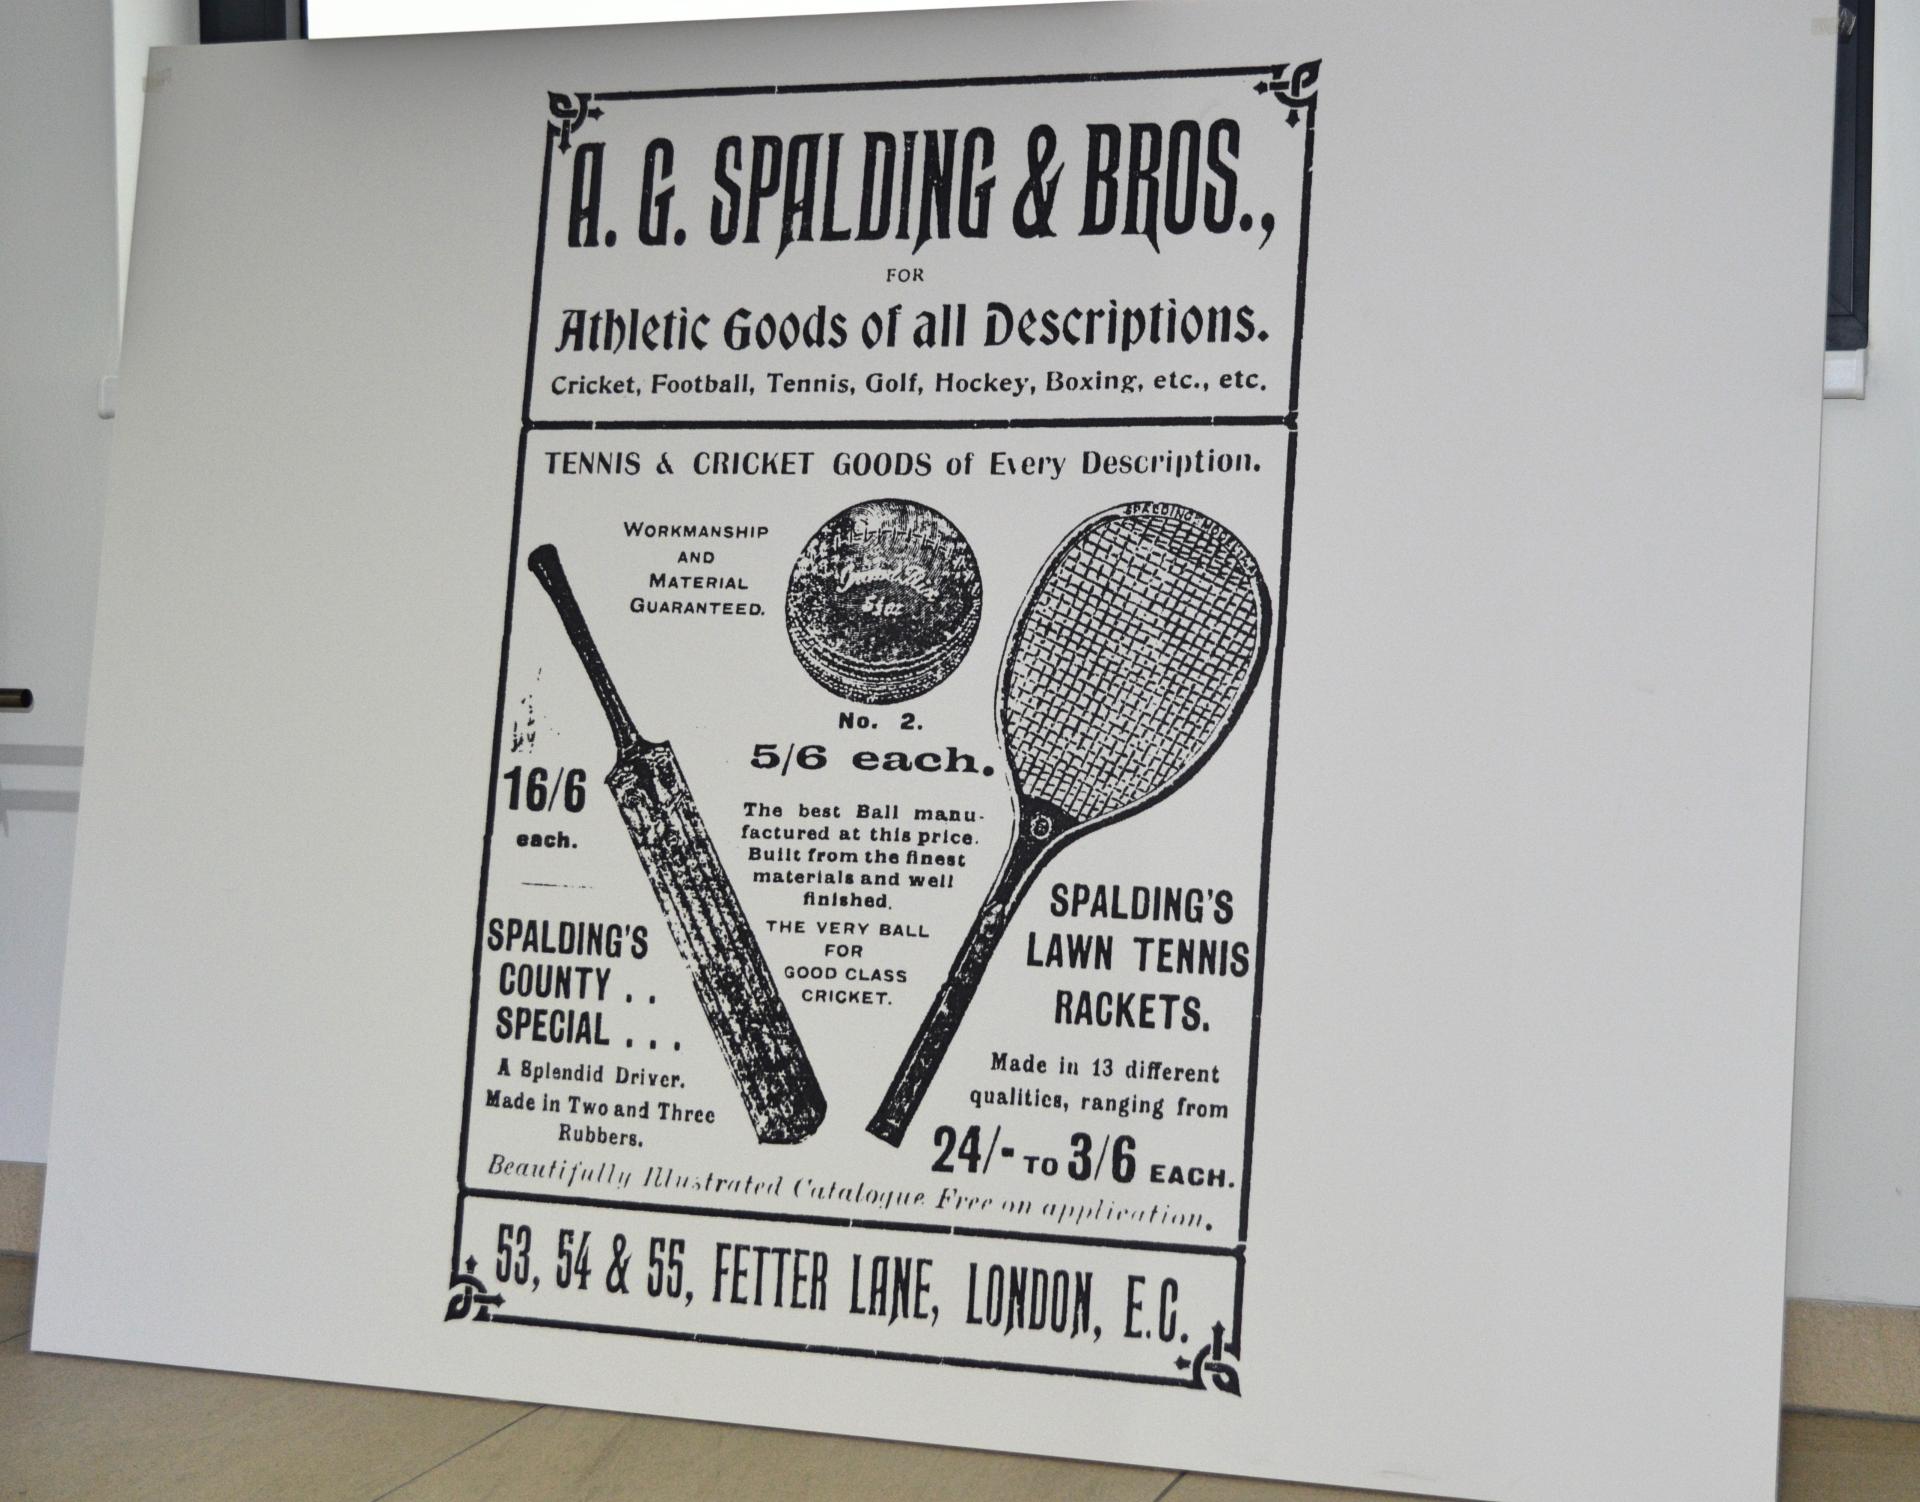 A. G. SPALDING & BROS.,
FOR
Athletic Goods of all Descriptions.
Cricket, Football, Tennis, Golf, Hockey, Boxing, etc., etc.
TENNIS & CRICKET GOODS of Every Description.
WORKMANSHIP
AND
MATERIAL
GUARANTEED.
5½oz
SPALDING
No. 2.
5/6 each.
The best Ball manu-
factured at this price.
Built from the finest
materials and well
finished.
THE VERY BALL
FOR
GOOD CLASS
CRICKET.
16/6
each.
SPALDING'S
COUNTY . .
SPECIAL . . .
A Splendid Driver.
Made in Two and Three
Rubbers.
SPALDING'S
LAWN TENNIS
RACKETS.
Made in 13 different
qualities, ranging from
24/- TO 3/6 EACH.
Beautifully Illustrated Catalogue Free on application.
53, 54 & 55, FETTER LANE, LONDON, E.C.